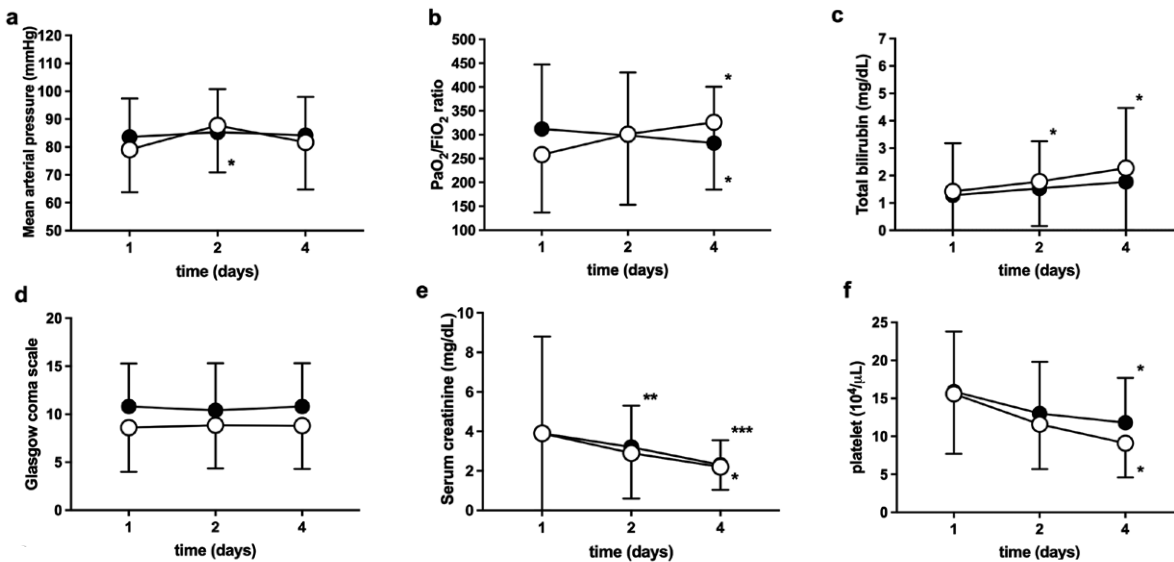 a
Mean arterial pressure (mmHg)
120
110
100
90
80
70
60
50
*
1 2 4
time (days)
b
PaO₂/FiO₂ ratio
500
450
400
350
300
250
200
150
100
*
*
1 2 4
time (days)
c
Total bilirubin (mg/dL)
7
6
5
4
3
2
1
0
* *
1 2 4
time (days)
d
Glasgow coma scale
20
15
10
5
0
1 2 4
time (days)
e
Serum creatinine (mg/dL)
10
8
6
4
2
0
**
***
*
1 2 4
time (days)
f
platelet (10⁴/μL)
25
20
15
10
5
0
*
*
1 2 4
time (days)